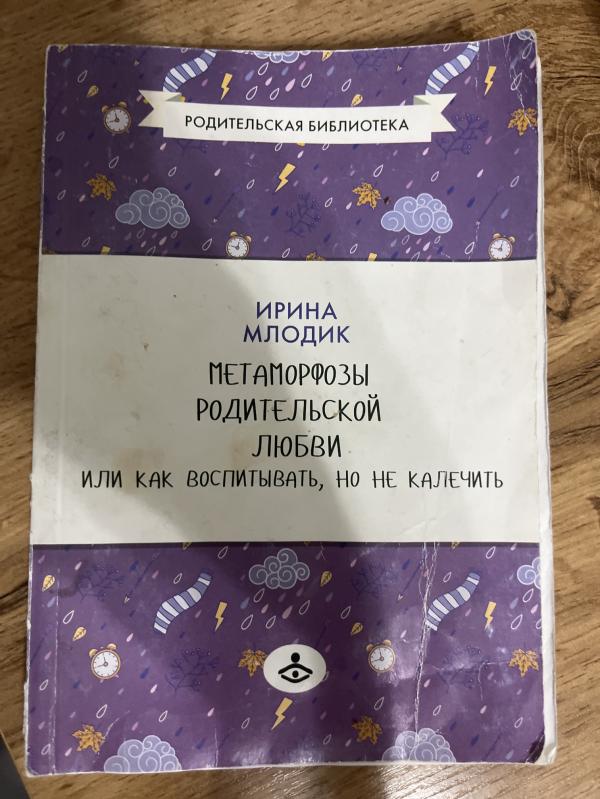 РОДИТЕЛЬСКАЯ БИБЛИОТЕКА
ИРИНА
МЛОДИК
МЕТАМОРФОЗЫ
РОДИТЕЛЬСКОЙ
ЛЮБВИ
ИЛИ КАК ВОСПИТЫВАТЬ, НО НЕ КАЛЕЧИТЬ